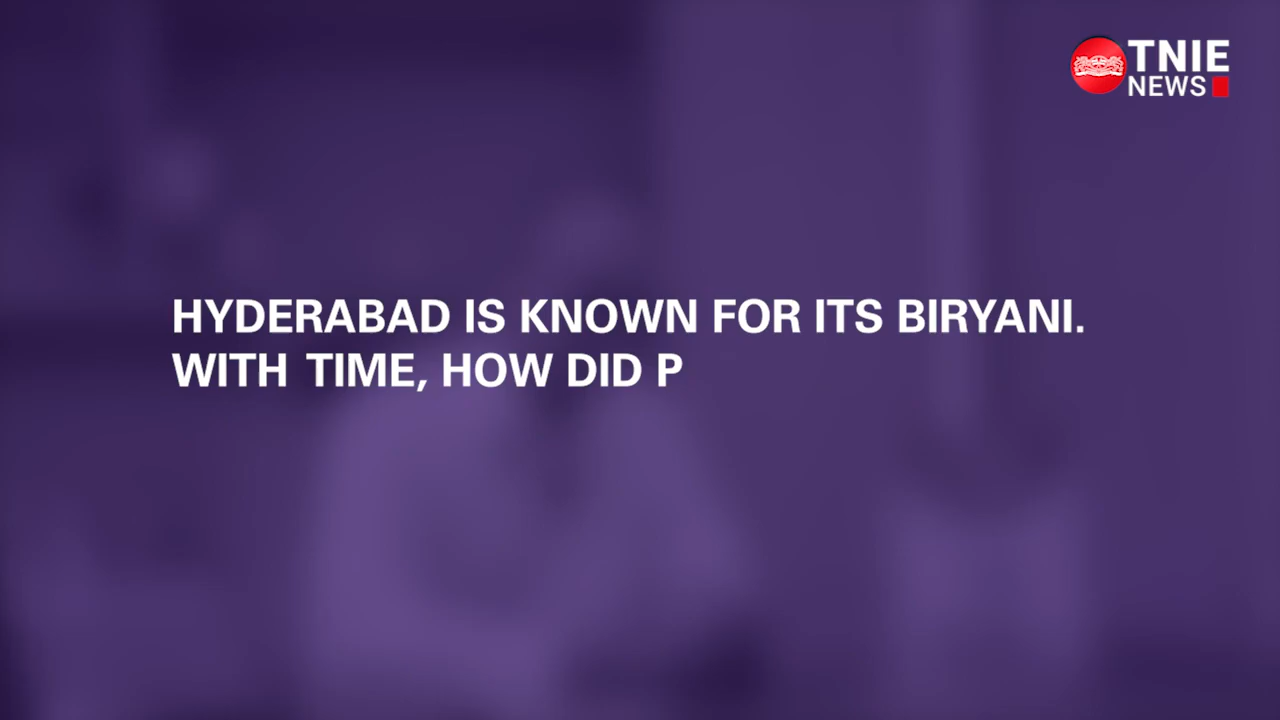 TNIE
NEWS
HYDERABAD IS KNOWN FOR ITS BIRYANI.
WITH TIME, HOW DID P